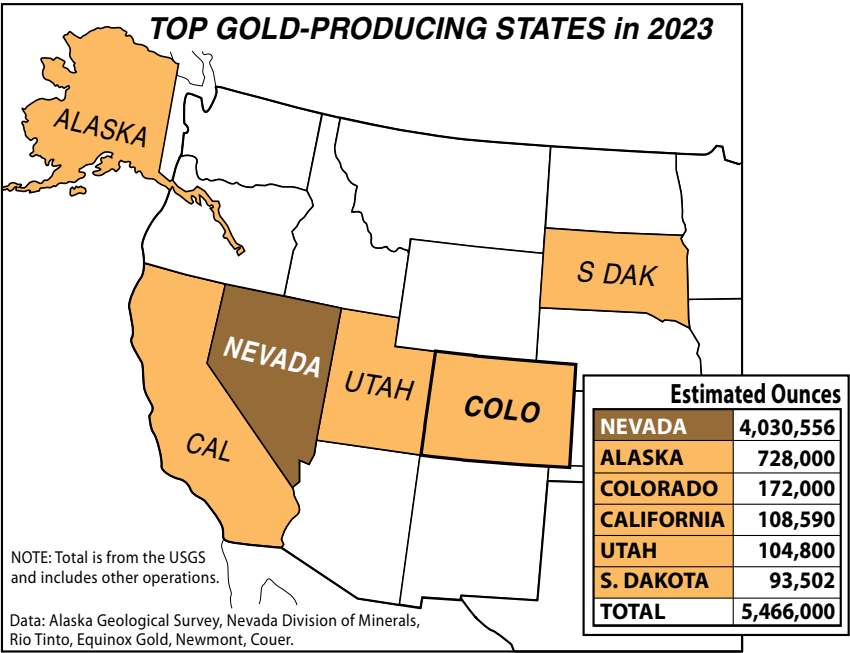 TOP GOLD-PRODUCING STATES in 2023
ALASKA
S DAK
NEVADA
UTAH
COLO
CAL
Estimated Ounces
NEVADA 4,030,556
ALASKA 728,000
COLORADO 172,000
CALIFORNIA 108,590
UTAH 104,800
S. DAKOTA 93,502
TOTAL 5,466,000
NOTE: Total is from the USGS
and includes other operations.
Data: Alaska Geological Survey, Nevada Division of Minerals,
Rio Tinto, Equinox Gold, Newmont, Couer.